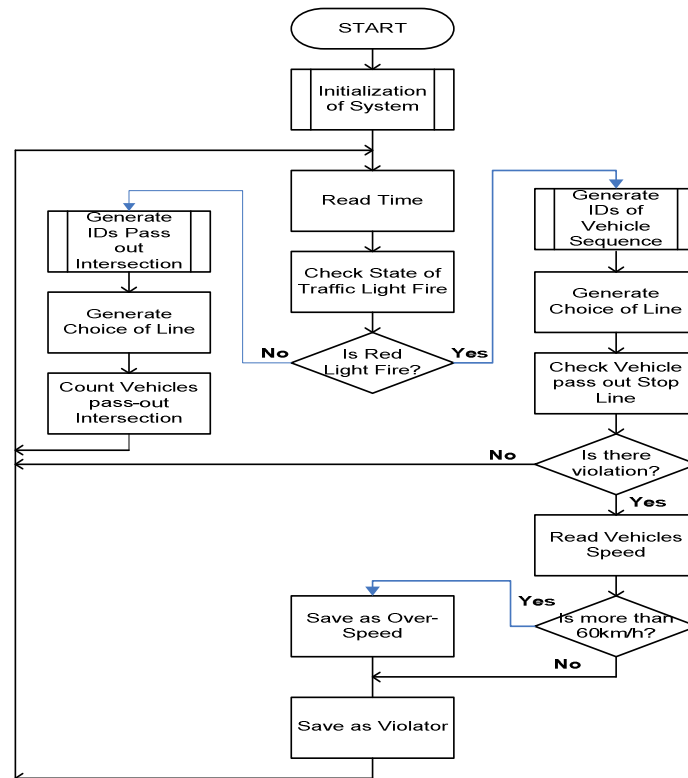 START
Initialization
of System
Read Time
Generate
IDs Pass
out
Intersection
Generate
IDs of
Vehicle
Sequence
Check State of
Traffic Light Fire
Generate
Choice of Line
Generate
Choice of Line
No
Is Red
Light Fire?
Yes
Count Vehicles
pass-out
Intersection
Check Vehicle
pass out Stop
Line
No
Is there
violation?
Yes
Read Vehicles
Speed
Yes
Is more than
60km/h?
Save as Over-
Speed
No
Save as Violator